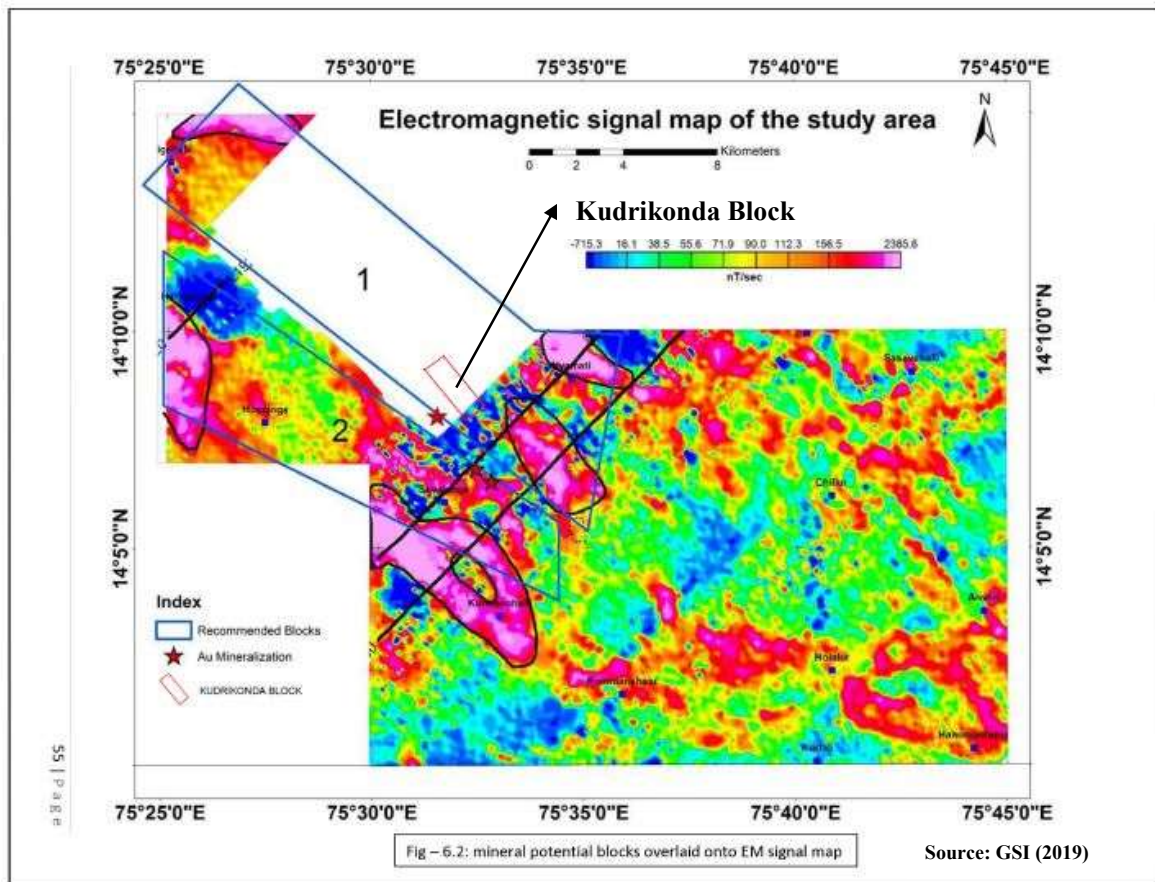 75°25'0"E 75°30'0"E 75°35'0"E 75°40'0"E 75°45'0"E
N
Electromagnetic signal map of the study area
Kilometers
0 2 4 8
Kudrikonda Block
-715.3 16.1 38.5 55.6 71.9 90.0 112.3 156.5 2385.6
nT/sec
1
14°10'0"N
14°10'0"N
2
14°5'0"N
14°5'0"N
Chilur
Holalur
Index
Recommended Blocks
Au Mineralization
KUDRIKONDA BLOCK
55 | Page
75°25'0"E 75°30'0"E 75°35'0"E 75°40'0"E 75°45'0"E
Fig – 6.2: mineral potential blocks overlaid onto EM signal map
Source: GSI (2019)